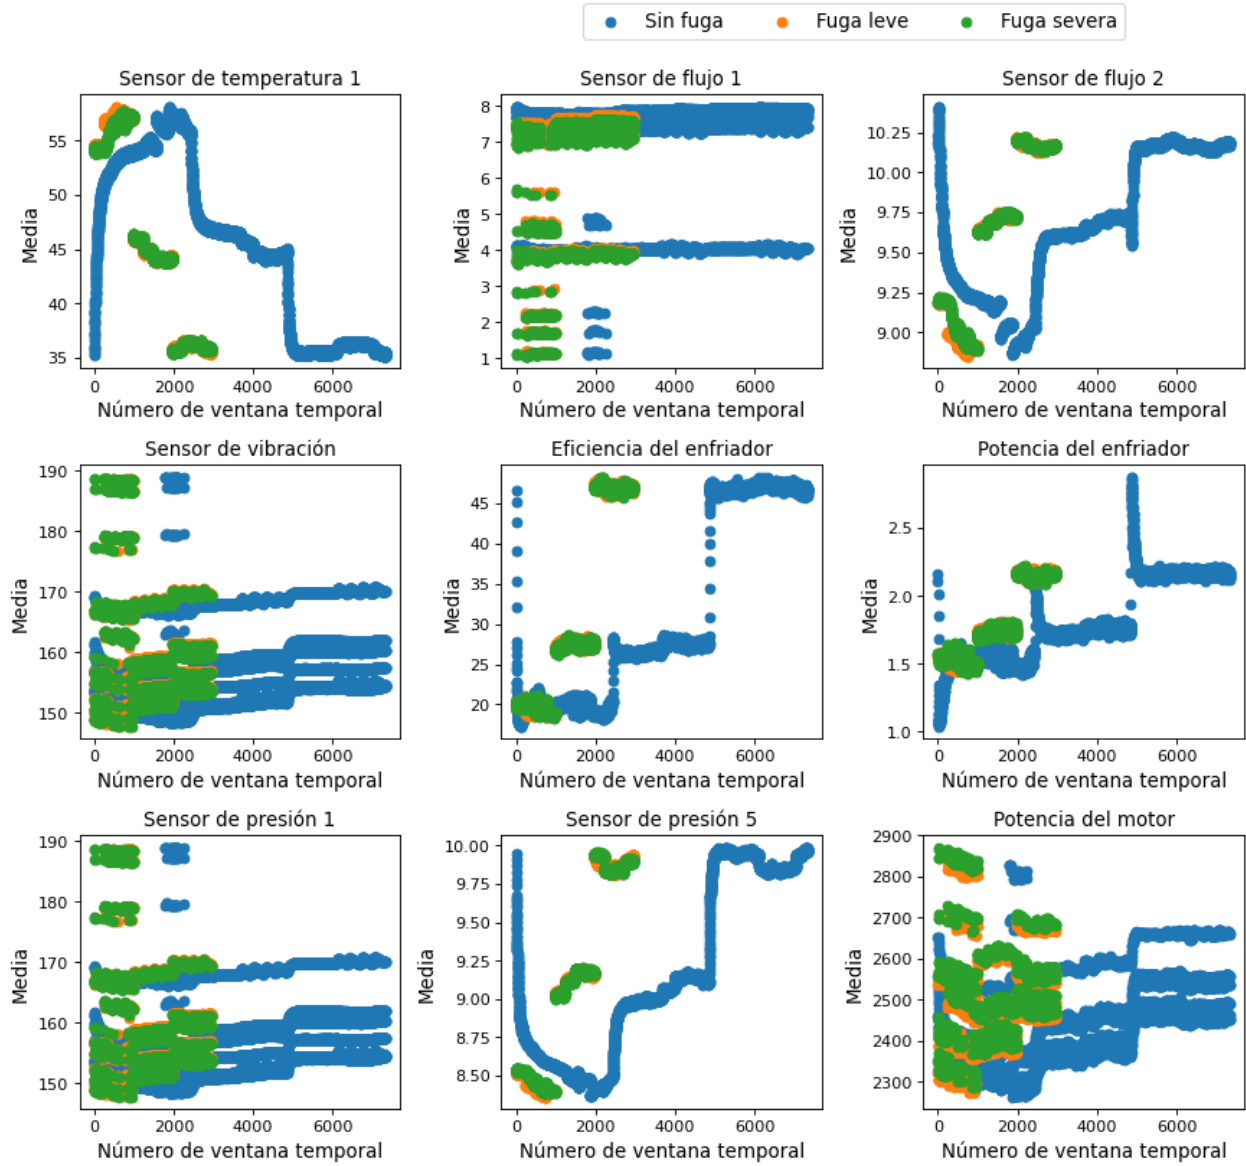 Sin fuga Fuga leve Fuga severa
Sensor de temperatura 1
Media
55
50
45
40
35
0 2000 4000 6000
Número de ventana temporal
Sensor de flujo 1
Media
8
7
6
5
4
3
2
1
0 2000 4000 6000
Número de ventana temporal
Sensor de flujo 2
Media
10.25
10.00
9.75
9.50
9.25
9.00
0 2000 4000 6000
Número de ventana temporal
Sensor de vibración
Media
190
180
170
160
150
0 2000 4000 6000
Número de ventana temporal
Eficiencia del enfriador
Media
45
40
35
30
25
20
0 2000 4000 6000
Número de ventana temporal
Potencia del enfriador
Media
2.5
2.0
1.5
1.0
0 2000 4000 6000
Número de ventana temporal
Sensor de presión 1
Media
190
180
170
160
150
0 2000 4000 6000
Número de ventana temporal
Sensor de presión 5
Media
10.00
9.75
9.50
9.25
9.00
8.75
8.50
0 2000 4000 6000
Número de ventana temporal
Potencia del motor
Media
2900
2800
2700
2600
2500
2400
2300
0 2000 4000 6000
Número de ventana temporal